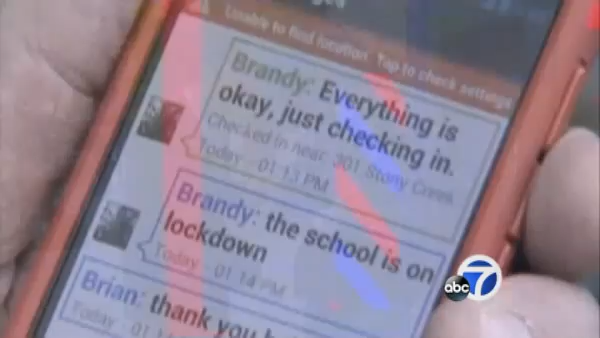 Unable to find location. Tap to check settings
Brandy: Everything is
okay, just checking in.
Checked in near: 301 Stony Creek
Today - 01:13 PM
Brandy: the school is on
lockdown
Today - 01:14 PM
Brian: thank you
Today - 01:
abc 7